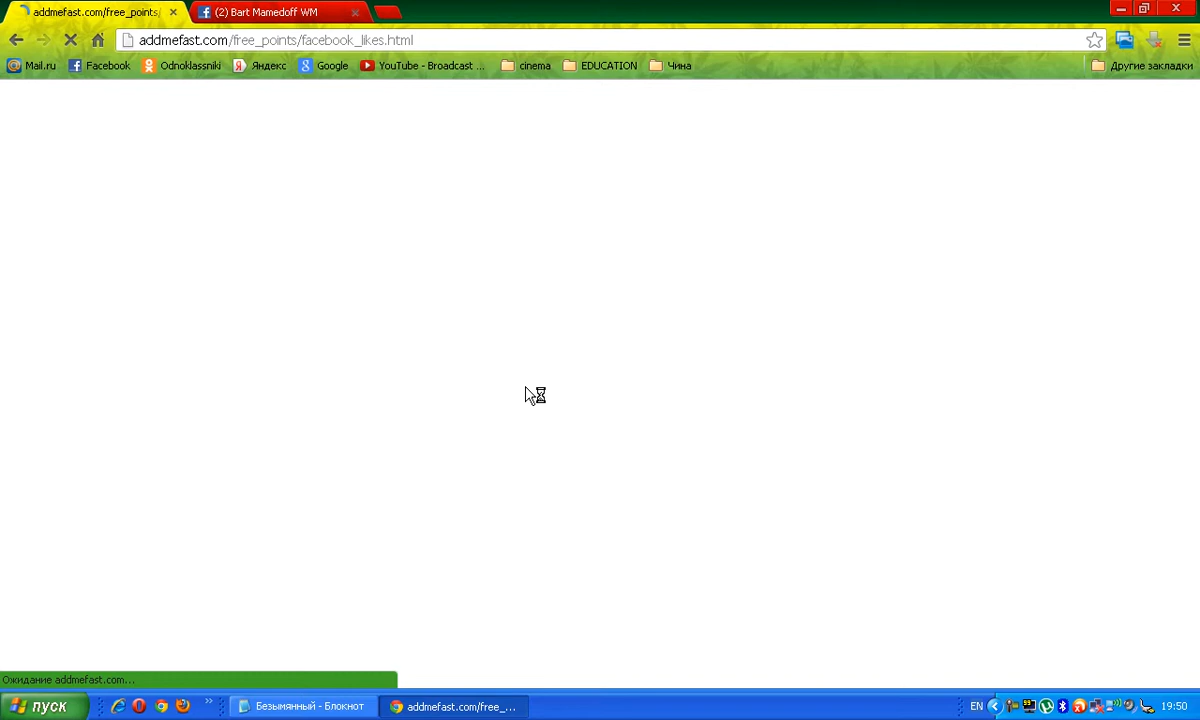 addmefast.com/free_points
(2) Bart Mamedoff WM
addmefast.com/free_points/facebook_likes.html
Mail.ru Facebook Odnoklassniki Яндекс Google YouTube - Broadcast ... cinema EDUCATION Чина Другие закладки
Ожидание addmefast.com...
пуск Безымянный - Блокнот addmefast.com/free_... EN 19:50